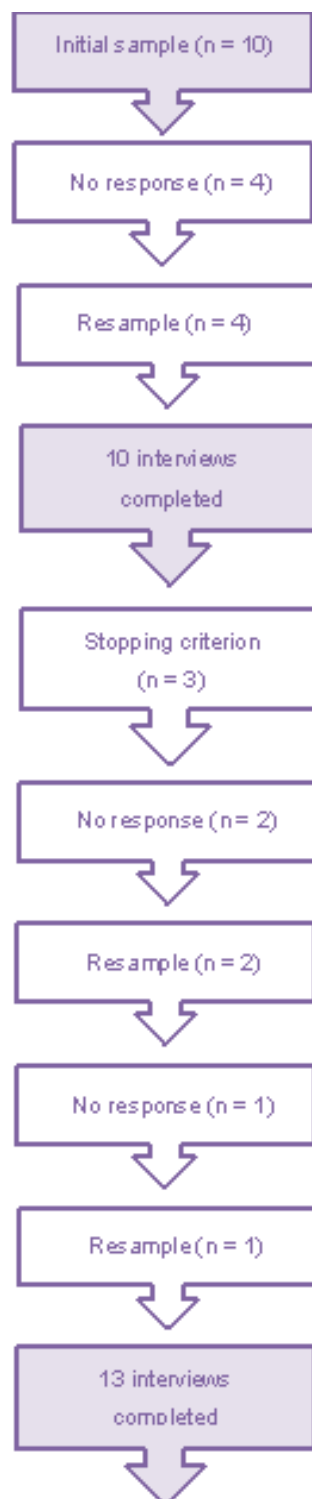 Initial sample (n = 10)
No response (n = 4)
Resample (n = 4)
10 interviews
completed
Stopping criterion
(n = 3)
No response (n = 2)
Resample (n = 2)
No response (n = 1)
Resample (n = 1)
13 interviews
completed